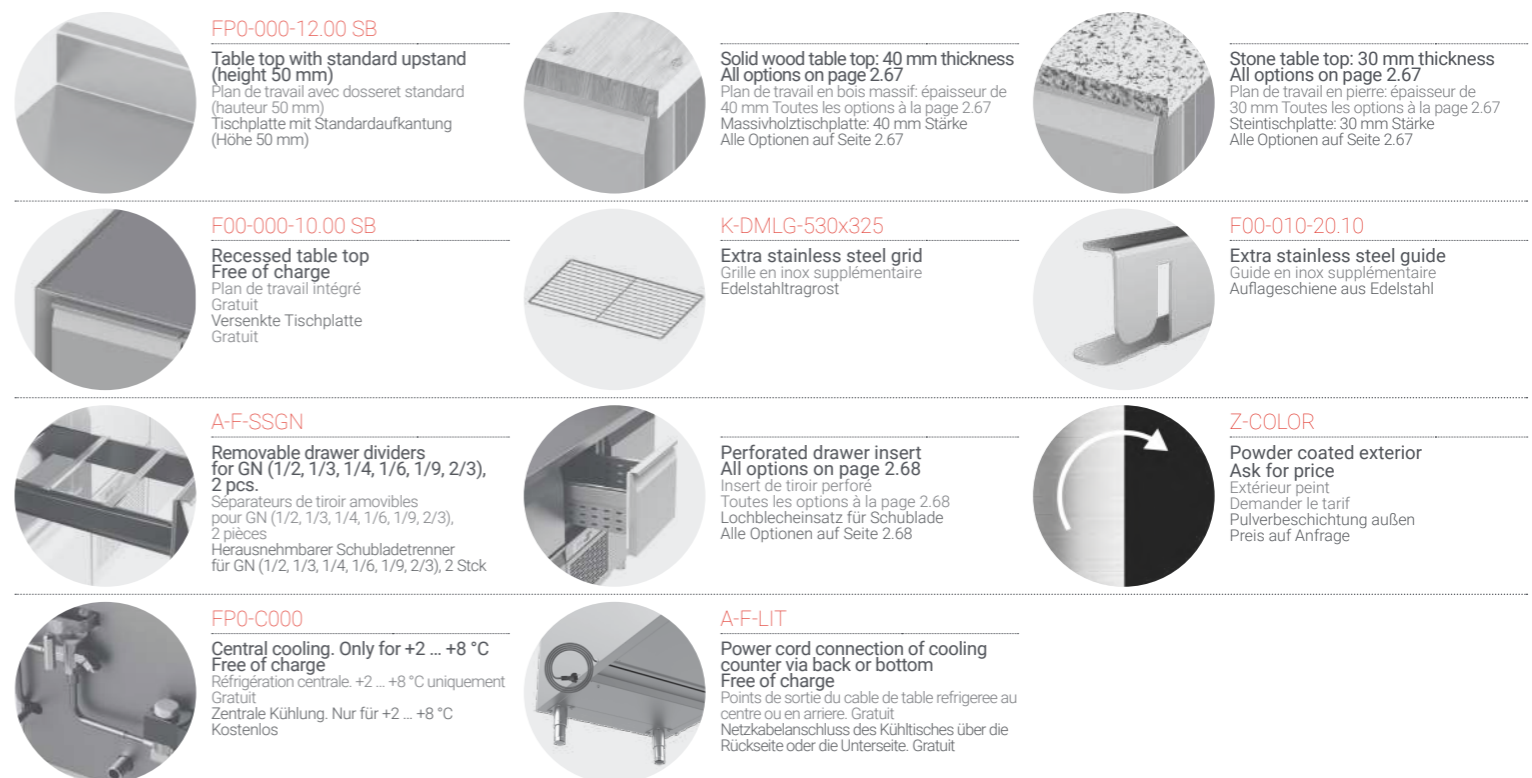 FP0-000-12.00 SB
Table top with standard upstand
(height 50 mm)
Plan de travail avec dosseret standard
(hauteur 50 mm)
Tischplatte mit Standardaufkantung
(Höhe 50 mm)
Solid wood table top: 40 mm thickness
All options on page 2.67
Plan de travail en bois massif: épaisseur de
40 mm Toutes les options à la page 2.67
Massivholztischplatte: 40 mm Stärke
Alle Optionen auf Seite 2.67
Stone table top: 30 mm thickness
All options on page 2.67
Plan de travail en pierre: épaisseur de
30 mm Toutes les options à la page 2.67
Steintischplatte: 30 mm Stärke
Alle Optionen auf Seite 2.67
F00-000-10.00 SB
Recessed table top
Free of charge
Plan de travail intégré
Gratuit
Versenkte Tischplatte
Gratuit
K-DMLG-530x325
Extra stainless steel grid
Grille en inox supplémentaire
Edelstahltragrost
F00-010-20.10
Extra stainless steel guide
Guide en inox supplémentaire
Auflageschiene aus Edelstahl
A-F-SSGN
Removable drawer dividers
for GN (1/2, 1/3, 1/4, 1/6, 1/9, 2/3),
2 pcs.
Séparateurs de tiroir amovibles
pour GN (1/2, 1/3, 1/4, 1/6, 1/9, 2/3),
2 pièces
Herausnehmbarer Schubladetrenner
für GN (1/2, 1/3, 1/4, 1/6, 1/9, 2/3), 2 Stck
Perforated drawer insert
All options on page 2.68
Insert de tiroir perforé
Toutes les options à la page 2.68
Lochblecheinsatz für Schublade
Alle Optionen auf Seite 2.68
Z-COLOR
Powder coated exterior
Ask for price
Extérieur peint
Demander le tarif
Pulverbeschichtung außen
Preis auf Anfrage
FP0-C000
Central cooling. Only for +2 ... +8 °C
Free of charge
Réfrigération centrale. +2 ... +8 °C uniquement
Gratuit
Zentrale Kühlung. Nur für +2 ... +8 °C
Kostenlos
A-F-LIT
Power cord connection of cooling
counter via back or bottom
Free of charge
Points de sortie du cable de table refrigeree au
centre ou en arriere. Gratuit
Netzkabelanschluss des Kühltisches über die
Rückseite oder die Unterseite. Gratuit